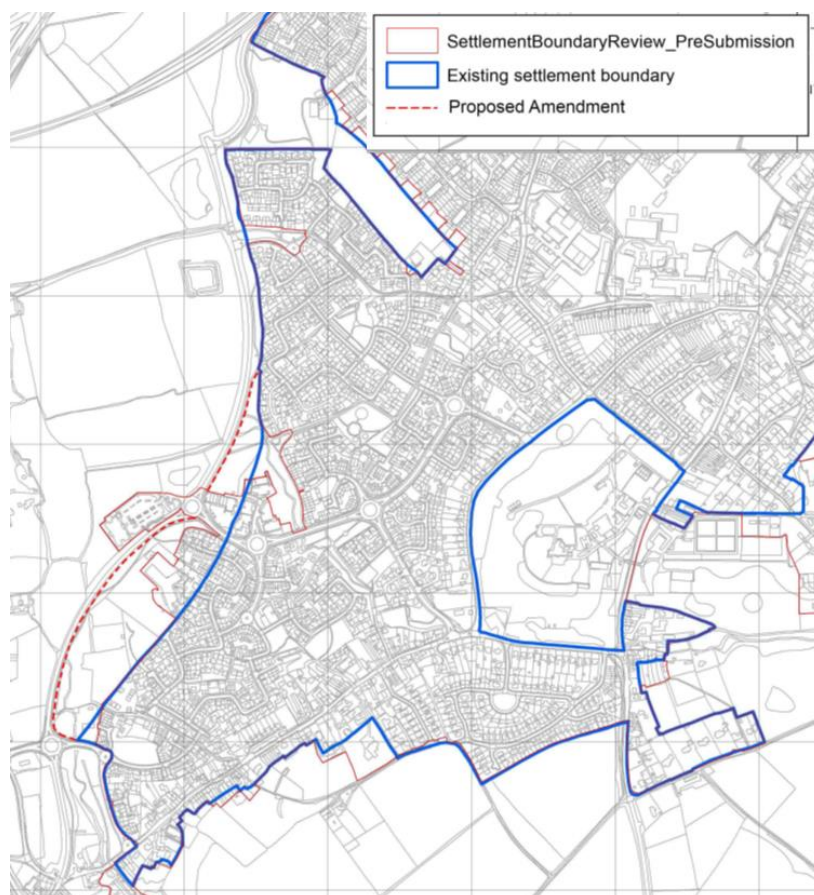 SettlementBoundaryReview_PreSubmission
Existing settlement boundary
Proposed Amendment